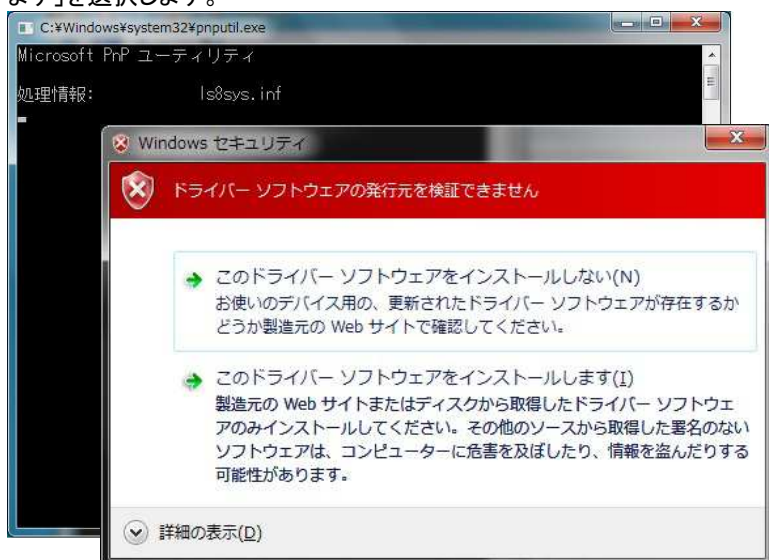 ます」を選択します。
C:¥Windows¥system32¥pnputil.exe
Microsoft PnP ユーティリティ
処理情報: ls8sys.inf
Windows セキュリティ
ドライバー ソフトウェアの発行元を検証できません
このドライバー ソフトウェアをインストールしない(N)
お使いのデバイス用の、更新されたドライバー ソフトウェアが存在するか
どうか製造元の Web サイトで確認してください。
このドライバー ソフトウェアをインストールします(I)
製造元の Web サイトまたはディスクから取得したドライバー ソフトウェ
アのみインストールしてください。その他のソースから取得した署名のない
ソフトウェアは、コンピューターに危害を及ぼしたり、情報を盗んだりする
可能性があります。
詳細の表示(D)